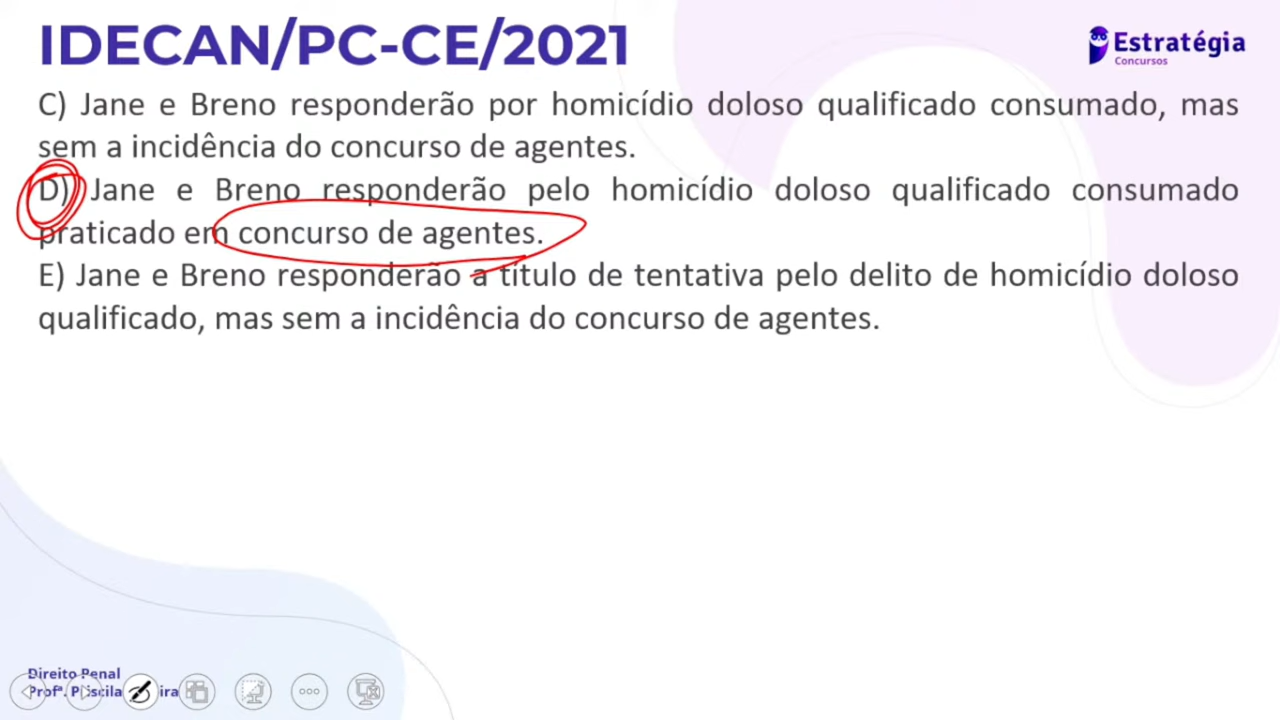 IDECAN/PC-CE/2021
Estratégia
Concursos
C) Jane e Breno responderão por homicídio doloso qualificado consumado, mas
sem a incidência do concurso de agentes.
D) Jane e Breno responderão pelo homicídio doloso qualificado consumado
praticado em concurso de agentes.
E) Jane e Breno responderão a título de tentativa pelo delito de homicídio doloso
qualificado, mas sem a incidência do concurso de agentes.
Direito Penal
Profª.